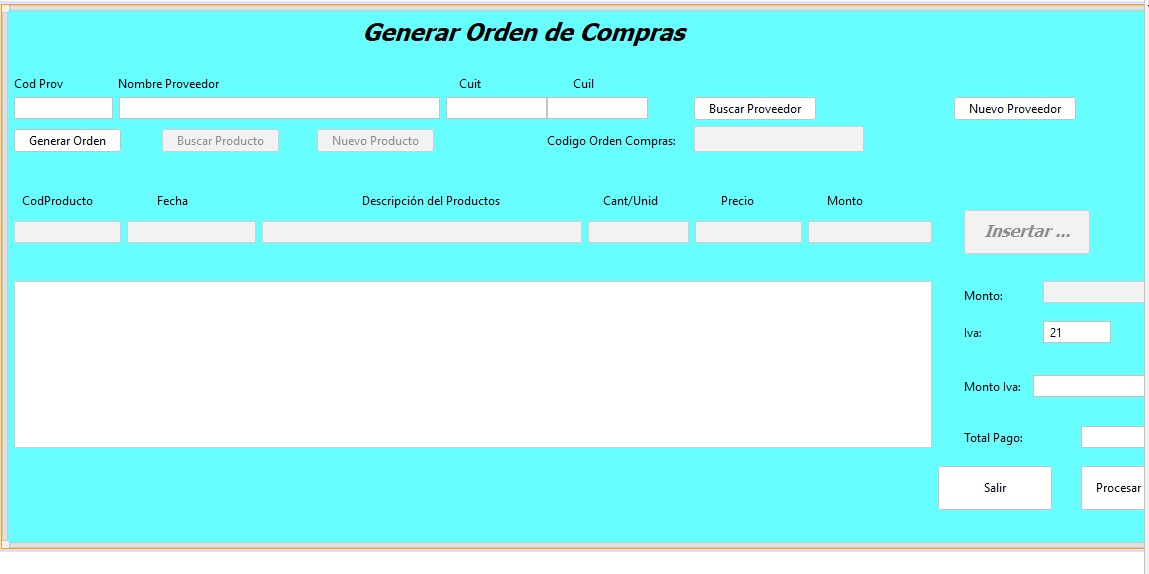 Generar Orden de Compras
Cod Prov Nombre Proveedor Cuit Cuil
Buscar Proveedor Nuevo Proveedor
Generar Orden Buscar Producto Nuevo Producto Codigo Orden Compras:
CodProducto Fecha Descripción del Productos Cant/Unid Precio Monto
Insertar ...
Monto:
Iva: 21
Monto Iva:
Total Pago:
Salir Procesar